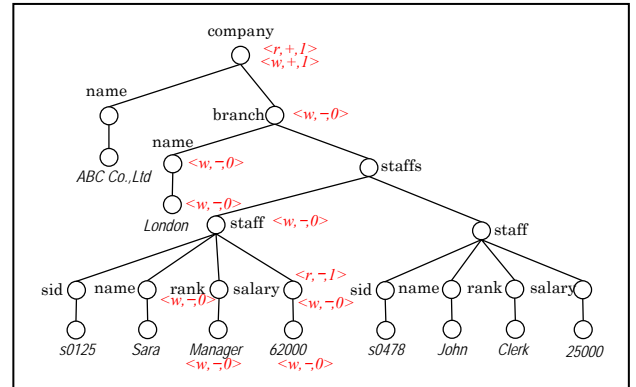 company <r,+,1>
<w,+,1>
name
branch <w,−,0>
name
<w,−,0>
staffs
ABC Co.,Ltd
<w,−,0>
London
staff <w,−,0>
staff
<r,−,1>
sid name rank salary sid name rank salary
<w,−,0> <w,−,0>
s0125 Sara Manager 62000 s0478 John Clerk 25000
<w,−,0> <w,−,0>